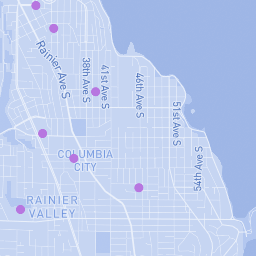 Rainier Ave S
38th Ave S
41st Ave S
46th Ave S
51st Ave S
54th Ave S
COLUMBIA
CITY
RAINIER
VALLEY